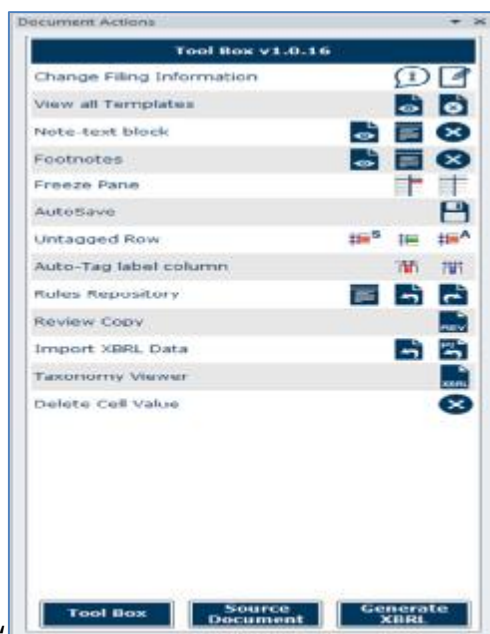 Document Actions
Tool Box v1.0.16
Change Filing Information
View all Templates
Note-text block
Footnotes
Freeze Pane
AutoSave
Untagged Row
S
A
Auto-Tag label column
Rules Repository
Review Copy
REV
Import XBRL Data
Taxonomy Viewer
XBRL
Delete Cell Value
Tool Box
Source Document
Generate XBRL